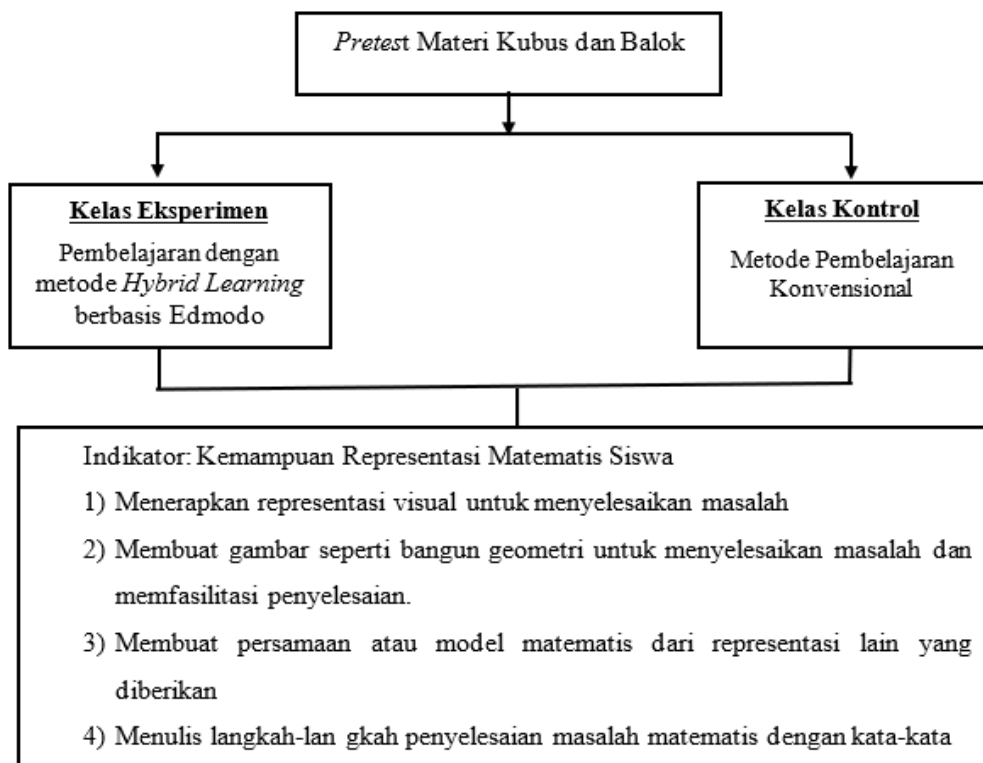 Pretest Materi Kubus dan Balok
Kelas Eksperimen
Pembelajaran dengan
metode Hybrid Learning
berbasis Edmodo
Kelas Kontrol
Metode Pembelajaran
Konvensional
Indikator: Kemampuan Representasi Matematis Siswa
1) Menerapkan representasi visual untuk menyelesaikan masalah
2) Membuat gambar seperti bangun geometri untuk menyelesaikan masalah dan
memfasilitasi penyelesaian.
3) Membuat persamaan atau model matematis dari representasi lain yang
diberikan
4) Menulis langkah-lan gkah penyelesaian masalah matematis dengan kata-kata